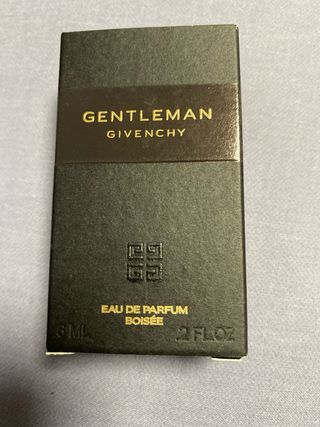 GENTLEMAN
GIVENCHY
EAU DE PARFUM
BOISÉE
6 ML .2 FL.OZ